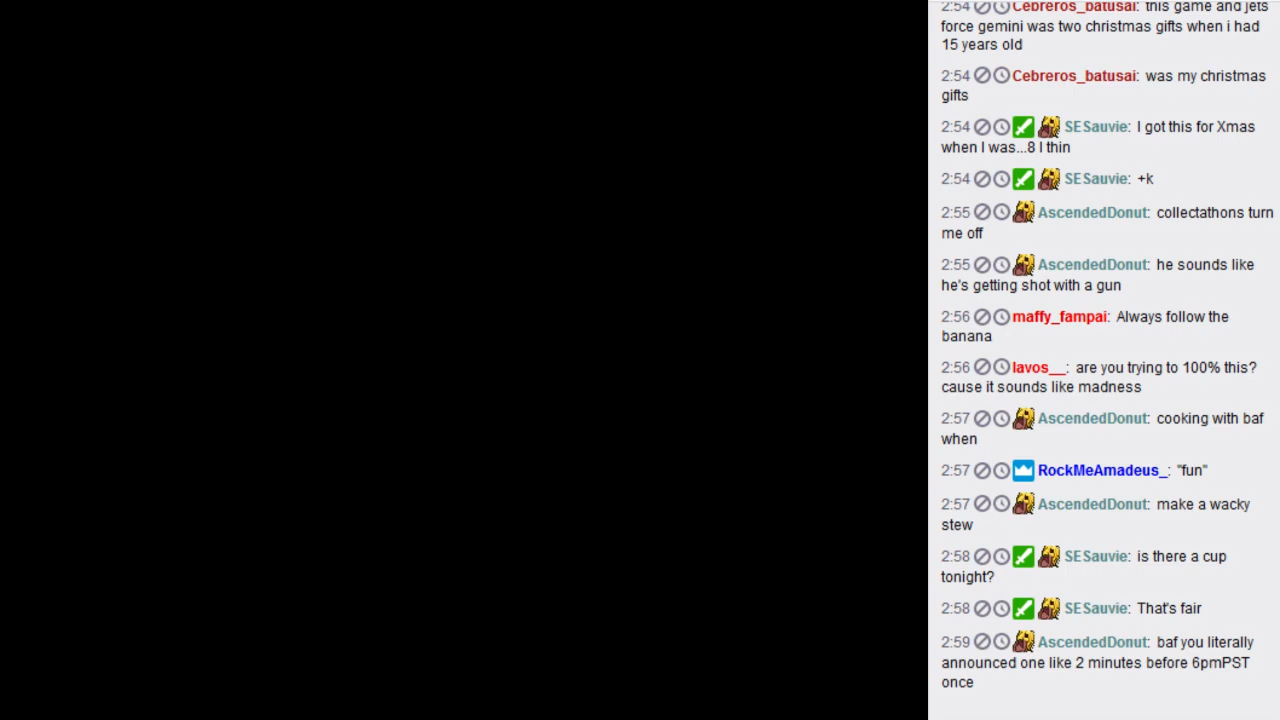 2:54 Cebreros_batusai: this game and jets
force gemini was two christmas gifts when i had
15 years old
2:54 Cebreros_batusai: was my christmas
gifts
2:54 SESauvie: I got this for Xmas
when I was...8 I thin
2:54 SESauvie: +k
2:55 AscendedDonut: collectathons turn
me off
2:55 AscendedDonut: he sounds like
he's getting shot with a gun
2:56 maffy_fampai: Always follow the
banana
2:56 lavos__: are you trying to 100% this?
cause it sounds like madness
2:57 AscendedDonut: cooking with baf
when
2:57 RockMeAmadeus_: "fun"
2:57 AscendedDonut: make a wacky
stew
2:58 SESauvie: is there a cup
tonight?
2:58 SESauvie: That's fair
2:59 AscendedDonut: baf you literally
announced one like 2 minutes before 6pmPST
once